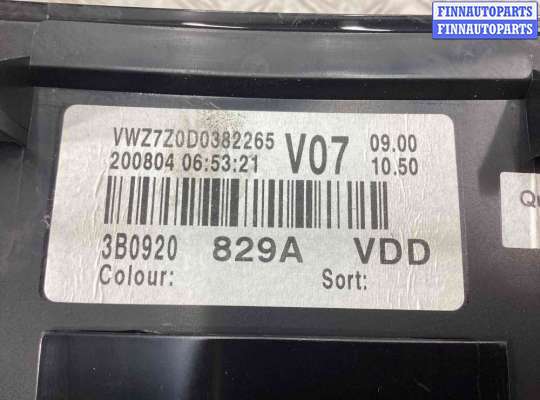 FINNAUTOPARTS
FINNAUTOPARTS
VWZ7Z0D0382265 V07 09.00
200804 06:53:21 10.50
3B0920 829A VDD
Colour: Sort: